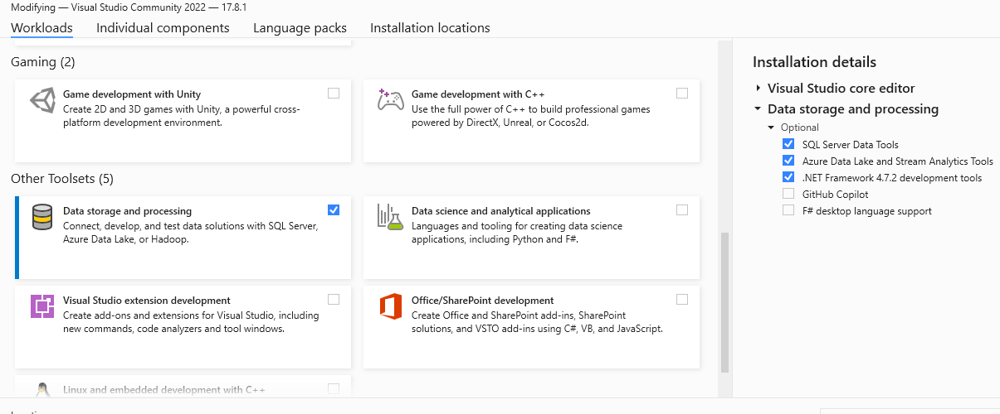 Modifying — Visual Studio Community 2022 — 17.8.1
Workloads
Individual components
Language packs
Installation locations
Gaming (2)
Game development with Unity
Create 2D and 3D games with Unity, a powerful cross-
platform development environment.
Game development with C++
Use the full power of C++ to build professional games
powered by DirectX, Unreal, or Cocos2d.
Other Toolsets (5)
Data storage and processing
Connect, develop, and test data solutions with SQL Server,
Azure Data Lake, or Hadoop.
Data science and analytical applications
Languages and tooling for creating data science
applications, including Python and F#.
Visual Studio extension development
Create add-ons and extensions for Visual Studio, including
new commands, code analyzers and tool windows.
Office/SharePoint development
Create Office and SharePoint add-ins, SharePoint
solutions, and VSTO add-ins using C#, VB, and JavaScript.
Linux and embedded development with C++
Installation details
Visual Studio core editor
Data storage and processing
Optional
SQL Server Data Tools
Azure Data Lake and Stream Analytics Tools
.NET Framework 4.7.2 development tools
GitHub Copilot
F# desktop language support